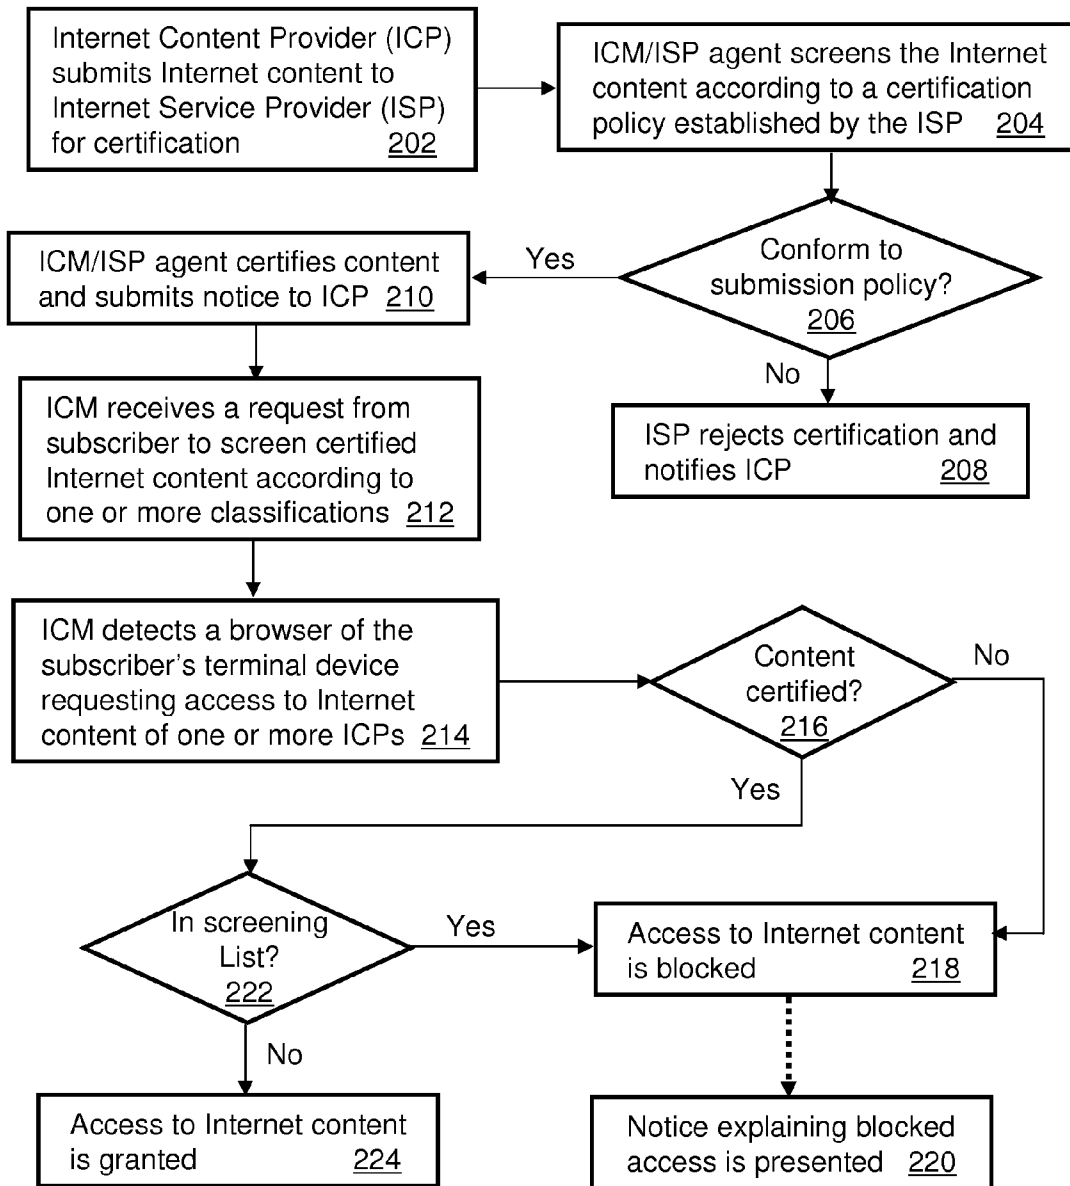 Internet Content Provider (ICP)
submits Internet content to
Internet Service Provider (ISP)
for certification 202
ICM/ISP agent screens the Internet
content according to a certification
policy established by the ISP 204
Conform to
submission policy?
206
Yes
No
ICM/ISP agent certifies content
and submits notice to ICP 210
ISP rejects certification and
notifies ICP 208
ICM receives a request from
subscriber to screen certified
Internet content according to
one or more classifications 212
ICM detects a browser of the
subscriber's terminal device
requesting access to Internet
content of one or more ICPs 214
Content
certified?
216
No
Yes
In screening
List?
222
Yes
No
Access to Internet content
is blocked 218
Access to Internet content
is granted 224
Notice explaining blocked
access is presented 220